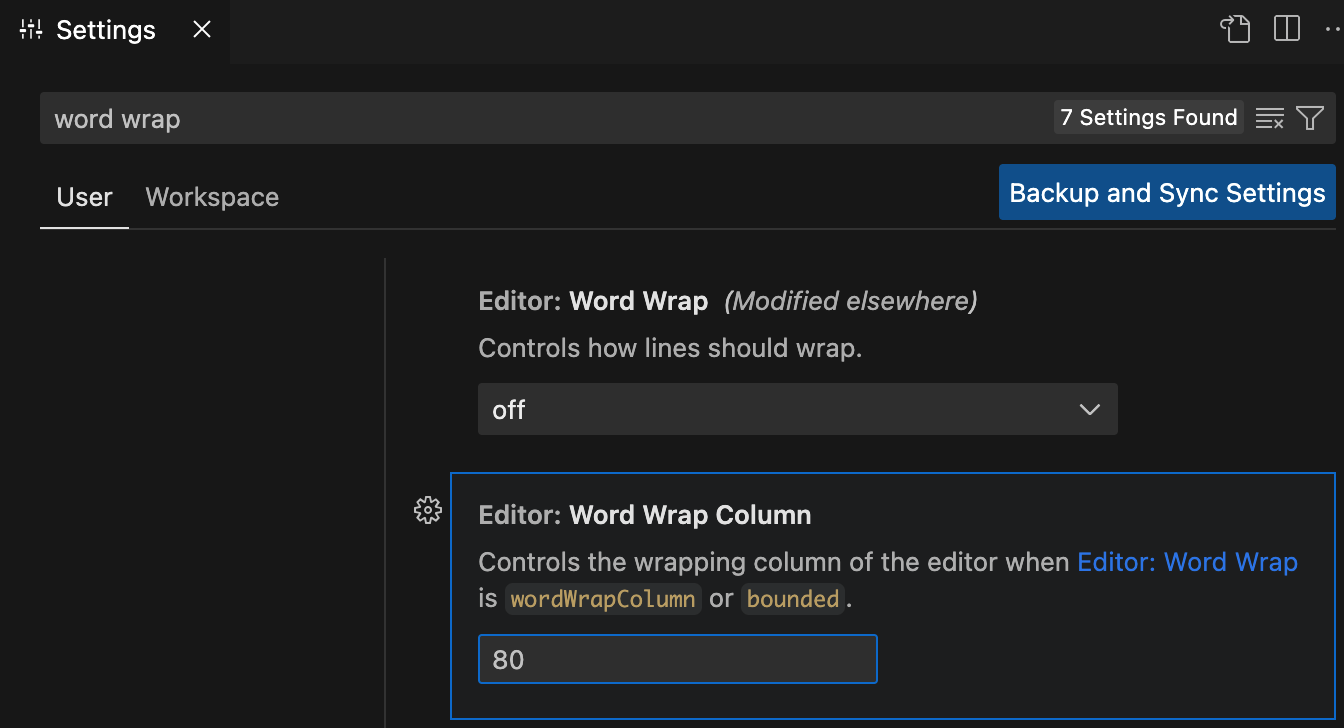 Settings
word wrap
7 Settings Found
User Workspace
Backup and Sync Settings
Editor: Word Wrap (Modified elsewhere)
Controls how lines should wrap.
off
Editor: Word Wrap Column
Controls the wrapping column of the editor when Editor: Word Wrap
is wordWrapColumn or bounded.
80